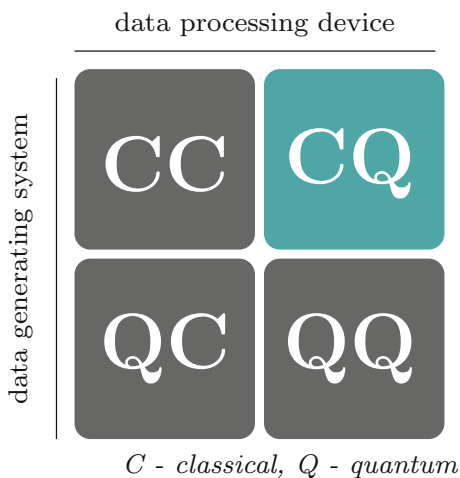 data processing device
data generating system
CC CQ
QC QQ
C - classical, Q - quantum